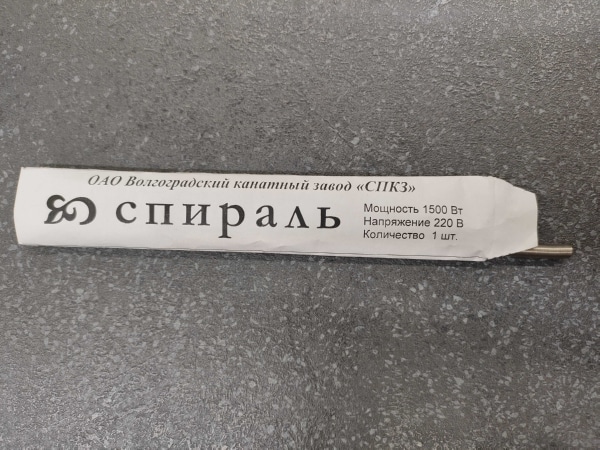 ОАО Волгоградский канатный завод «СПКЗ»
спираль
Мощность 1500 Вт
Напряжение 220 В
Количество 1 шт.